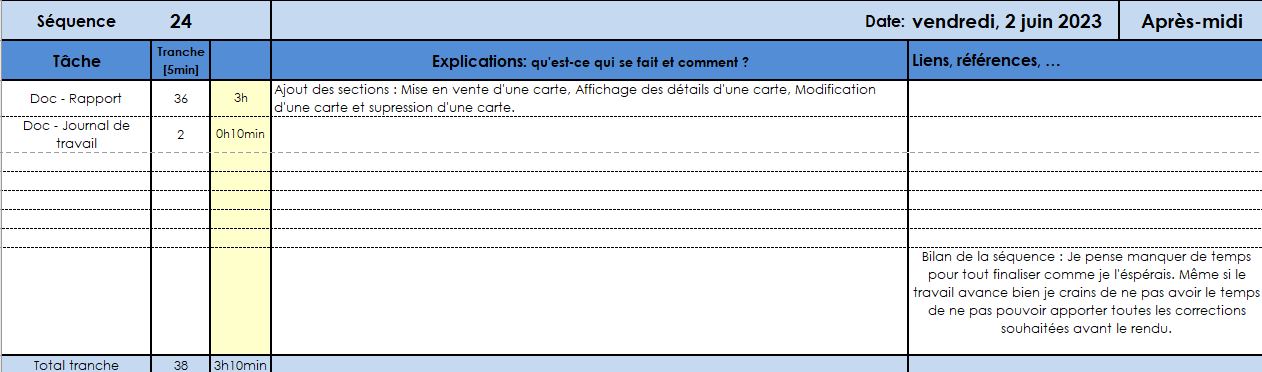 Séquence 24 Date: vendredi, 2 juin 2023 Après-midi
Tâche Tranche [5min] Explications: qu'est-ce qui se fait et comment ? Liens, références, ...
Doc - Rapport 36 3h Ajout des sections : Mise en vente d'une carte, Affichage des détails d'une carte, Modification
d'une carte et supression d'une carte.
Doc - Journal de
travail 2 0h10min
Bilan de la séquence : Je pense manquer de temps
pour tout finaliser comme je l'éspérais. Même si le
travail avance bien je crains de ne pas avoir le temps
de ne pas pouvoir apporter toutes les corrections
souhaitées avant le rendu.
Total tranche 38 3h10min